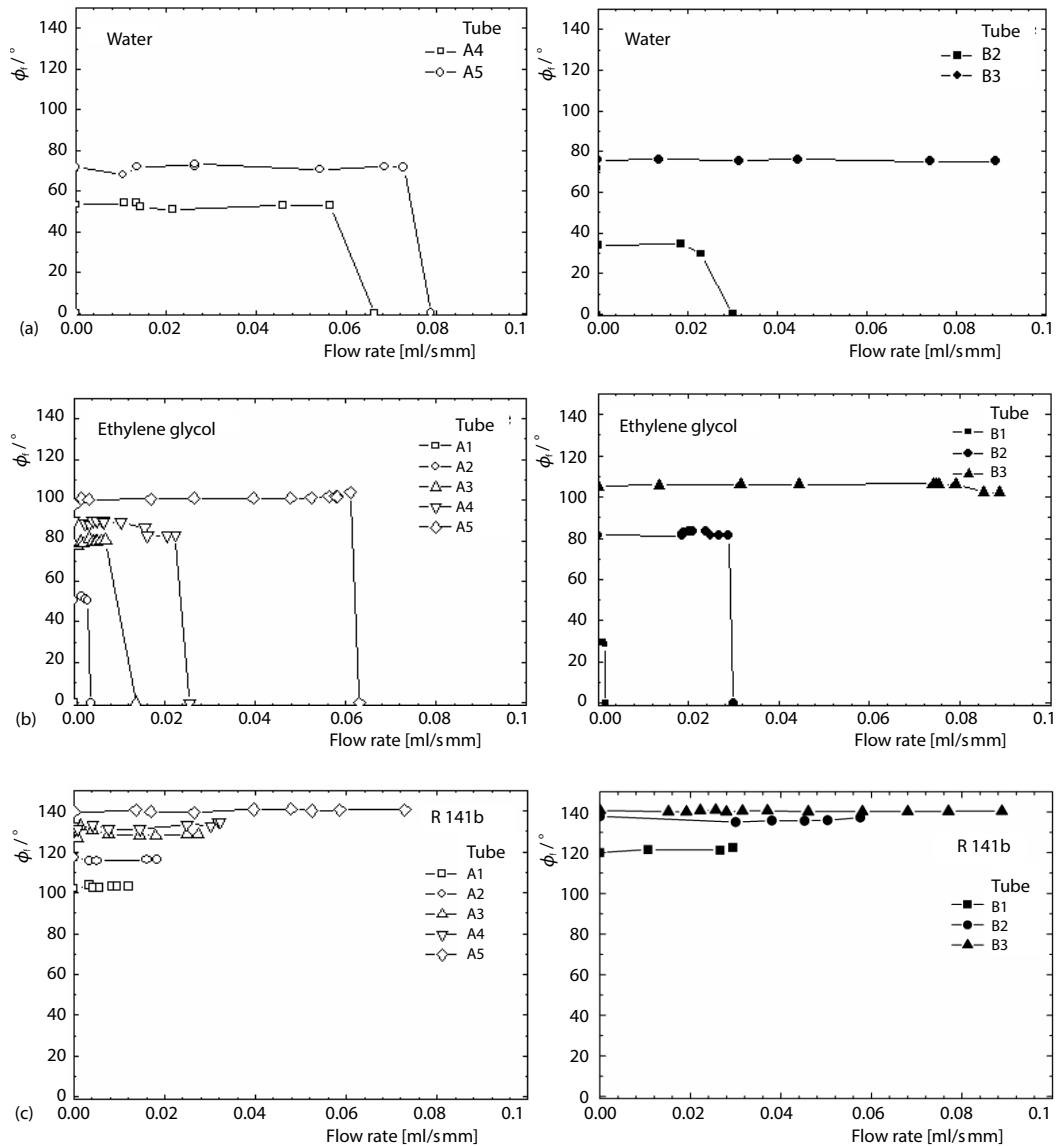 140
120
100
80
60
40
20
0
ϕf / °
Water
Tube
A4
A5
0.00
0.02
0.04
0.06
0.08
0.1
Flow rate [ml/s mm]
(a)
140
120
100
80
60
40
20
0
ϕf / °
Water
Tube
B2
B3
0.00
0.02
0.04
0.06
0.08
0.1
Flow rate [ml/s mm]
140
120
100
80
60
40
20
0
ϕf / °
Ethylene glycol
Tube
A1
A2
A3
A4
A5
0.00
0.02
0.04
0.06
0.08
0.1
Flow rate [ml/s mm]
(b)
140
120
100
80
60
40
20
0
ϕf / °
Ethylene glycol
Tube
B1
B2
B3
0.00
0.02
0.04
0.06
0.08
0.1
Flow rate [ml/s mm]
140
120
100
80
60
40
20
0
ϕf / °
R 141b
Tube
A1
A2
A3
A4
A5
0.00
0.02
0.04
0.06
0.08
0.1
Flow rate [ml/s mm]
(c)
140
120
100
80
60
40
20
0
ϕf / °
R 141b
Tube
B1
B2
B3
0.00
0.02
0.04
0.06
0.08
0.1
Flow rate [ml/s mm]